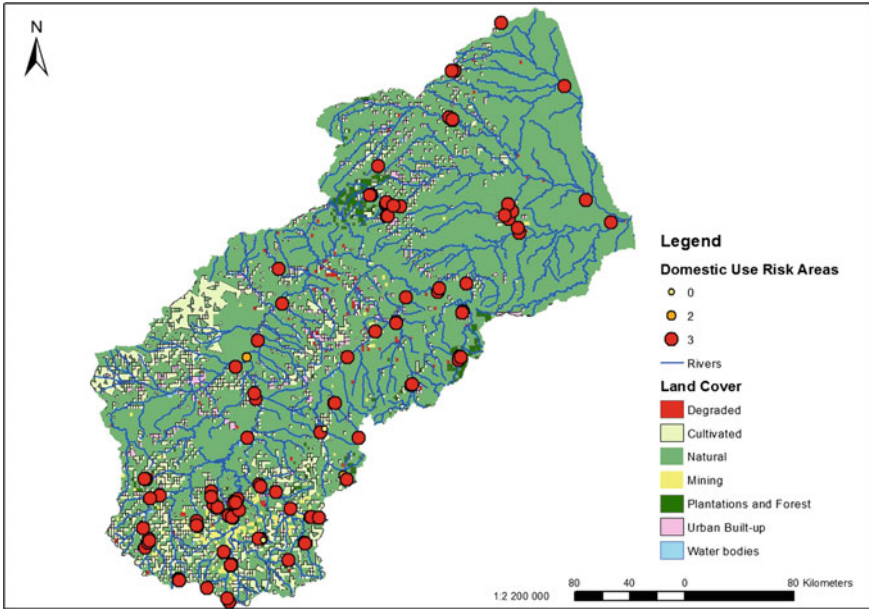 N
Legend
Domestic Use Risk Areas
0
2
3
Rivers
Land Cover
Degraded
Cultivated
Natural
Mining
Plantations and Forest
Urban Built-up
Water bodies
1:2 200 000
80 40 0 80 Kilometers